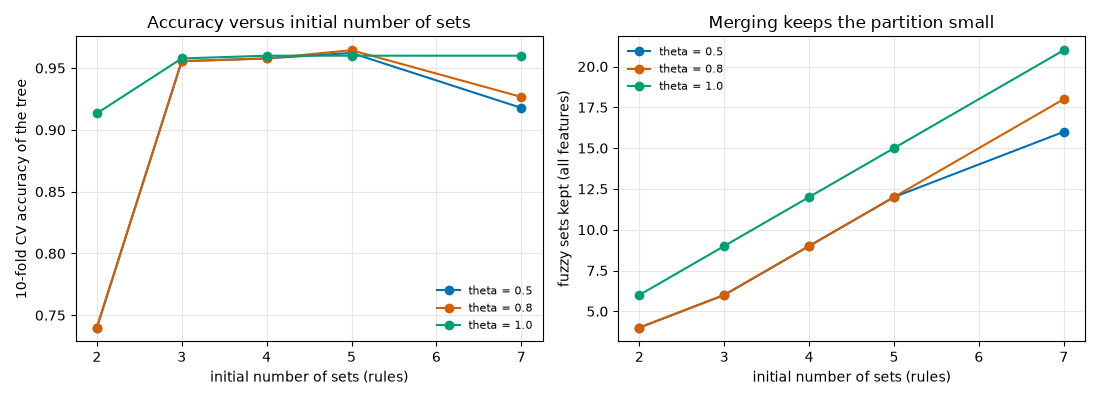 Accuracy versus initial number of sets
10-fold CV accuracy of the tree
0.95
0.90
0.85
0.80
0.75
2
3
4
5
6
7
initial number of sets (rules)
theta = 0.5
theta = 0.8
theta = 1.0
Merging keeps the partition small
fuzzy sets kept (all features)
20.0
17.5
15.0
12.5
10.0
7.5
5.0
2
3
4
5
6
7
initial number of sets (rules)
theta = 0.5
theta = 0.8
theta = 1.0